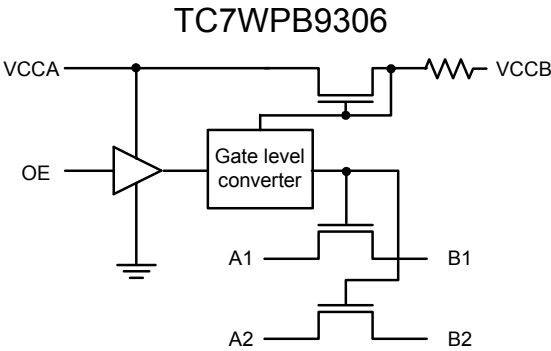 TC7WPB9306
VCCA
VCCB
OE
Gate level
converter
A1
B1
A2
B2